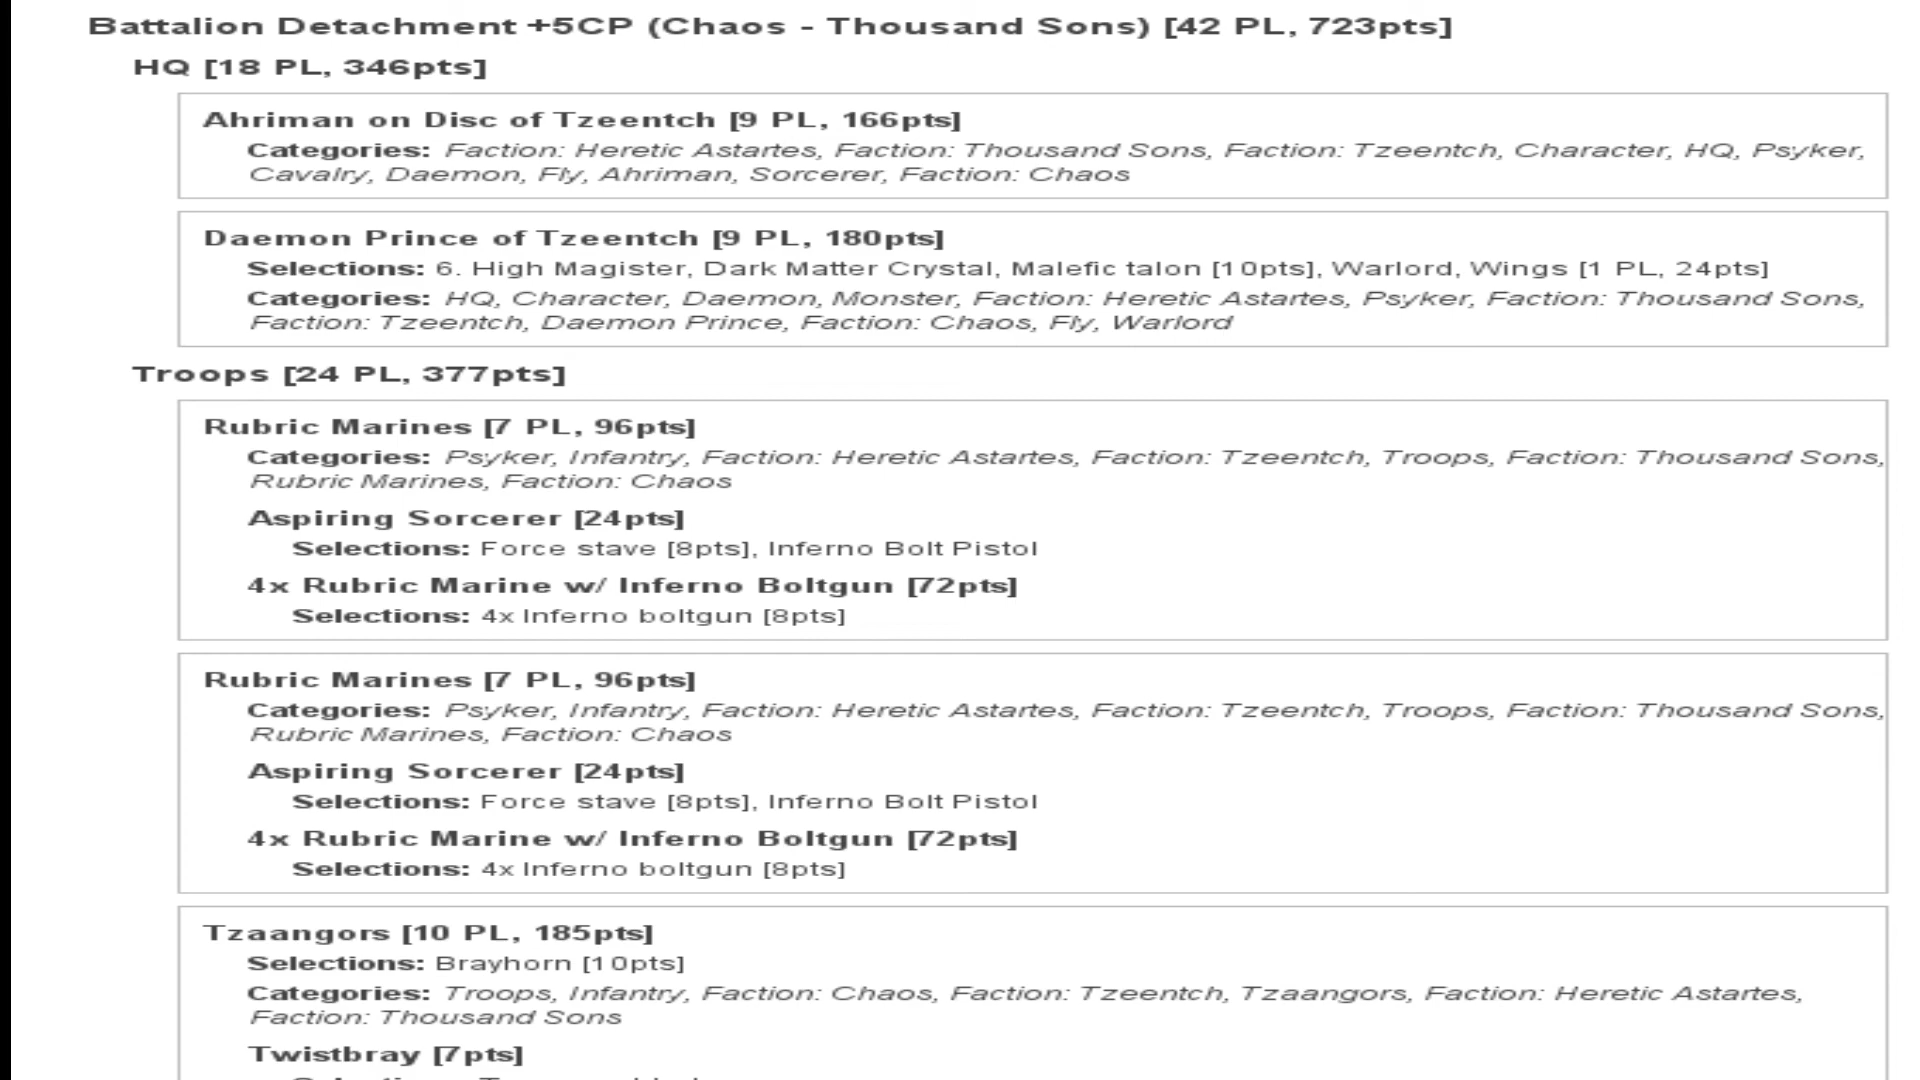 Battalion Detachment +5CP (Chaos - Thousand Sons) [42 PL, 723pts]
HQ [18 PL, 346pts]
Ahriman on Disc of Tzeentch [9 PL, 166pts]
Categories: Faction: Heretic Astartes, Faction: Thousand Sons, Faction: Tzeentch, Character, HQ, Psyker,
Cavalry, Daemon, Fly, Ahriman, Sorcerer, Faction: Chaos
Daemon Prince of Tzeentch [9 PL, 180pts]
Selections: 6. High Magister, Dark Matter Crystal, Malefic talon [10pts], Warlord, Wings [1 PL, 24pts]
Categories: HQ, Character, Daemon, Monster, Faction: Heretic Astartes, Psyker, Faction: Thousand Sons,
Faction: Tzeentch, Daemon Prince, Faction: Chaos, Fly, Warlord
Troops [24 PL, 377pts]
Rubric Marines [7 PL, 96pts]
Categories: Psyker, Infantry, Faction: Heretic Astartes, Faction: Tzeentch, Troops, Faction: Thousand Sons,
Rubric Marines, Faction: Chaos
Aspiring Sorcerer [24pts]
Selections: Force stave [8pts], Inferno Bolt Pistol
4x Rubric Marine w/ Inferno Boltgun [72pts]
Selections: 4x Inferno boltgun [8pts]
Rubric Marines [7 PL, 96pts]
Categories: Psyker, Infantry, Faction: Heretic Astartes, Faction: Tzeentch, Troops, Faction: Thousand Sons,
Rubric Marines, Faction: Chaos
Aspiring Sorcerer [24pts]
Selections: Force stave [8pts], Inferno Bolt Pistol
4x Rubric Marine w/ Inferno Boltgun [72pts]
Selections: 4x Inferno boltgun [8pts]
Tzaangors [10 PL, 185pts]
Selections: Brayhorn [10pts]
Categories: Troops, Infantry, Faction: Chaos, Faction: Tzeentch, Tzaangors, Faction: Heretic Astartes,
Faction: Thousand Sons
Twistbray [7pts]